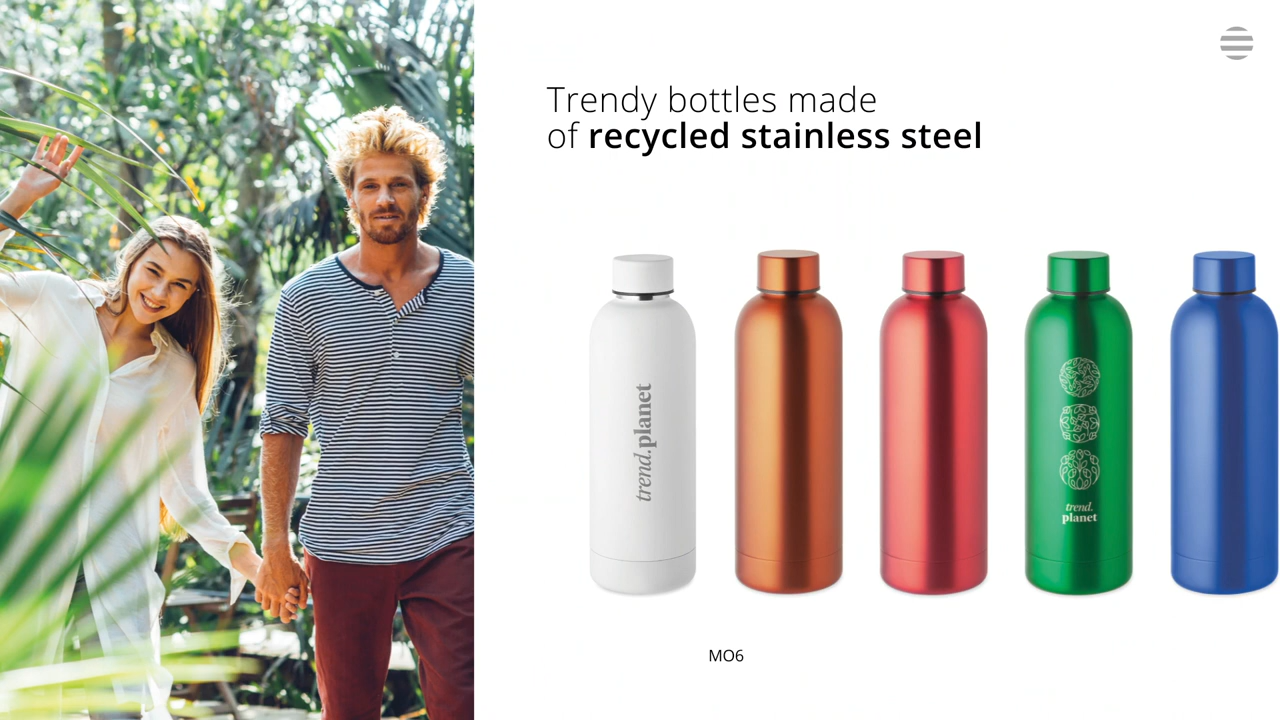 Trendy bottles made
of recycled stainless steel
trend.planet
trend.
planet
MO6